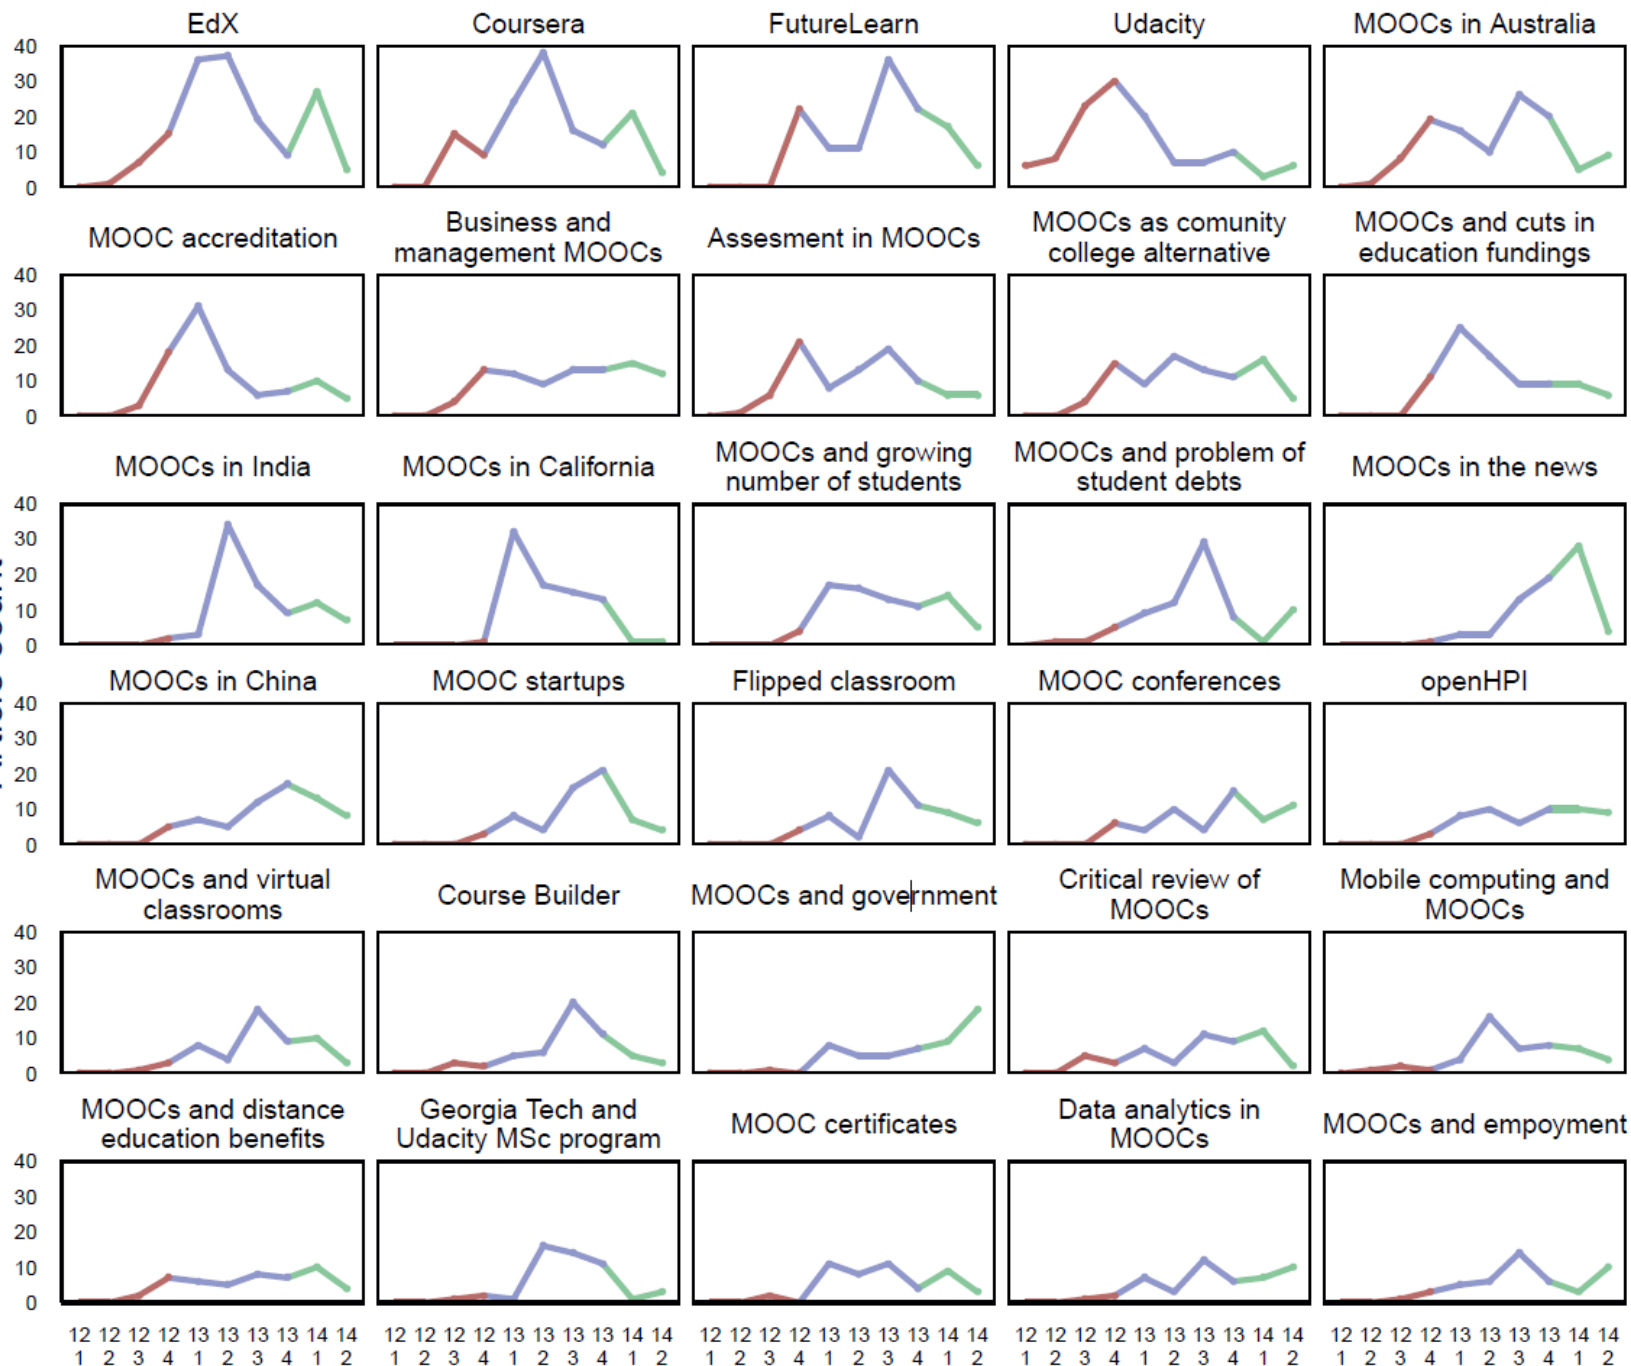 EdX
Coursera
FutureLearn
Udacity
MOOCs in Australia
40
30
20
10
0
MOOC accreditation
Business and
management MOOCs
Assesment in MOOCs
MOOCs as comunity
college alternative
MOOCs and cuts in
education fundings
40
30
20
10
0
MOOCs in India
MOOCs in California
MOOCs and growing
number of students
MOOCs and problem of
student debts
MOOCs in the news
40
30
20
10
0
MOOCs in China
MOOC startups
Flipped classroom
MOOC conferences
openHPI
40
30
20
10
0
MOOCs and virtual
classrooms
Course Builder
MOOCs and government
Critical review of
MOOCs
Mobile computing and
MOOCs
40
30
20
10
0
MOOCs and distance
education benefits
Georgia Tech and
Udacity MSc program
MOOC certificates
Data analytics in
MOOCs
MOOCs and empoyment
40
30
20
10
0
12 12 12 12 13 13 13 13 14 14 12 12 12 12 13 13 13 13 14 14 12 12 12 12 13 13 13 13 14 14 12 12 12 12 13 13 13 13 14 14 12 12 12 12 13 13 13 13 14 14
1 2 3 4 1 2 3 4 1 2 1 2 3 4 1 2 3 4 1 2 1 2 3 4 1 2 3 4 1 2 1 2 3 4 1 2 3 4 1 2 1 2 3 4 1 2 3 4 1 2